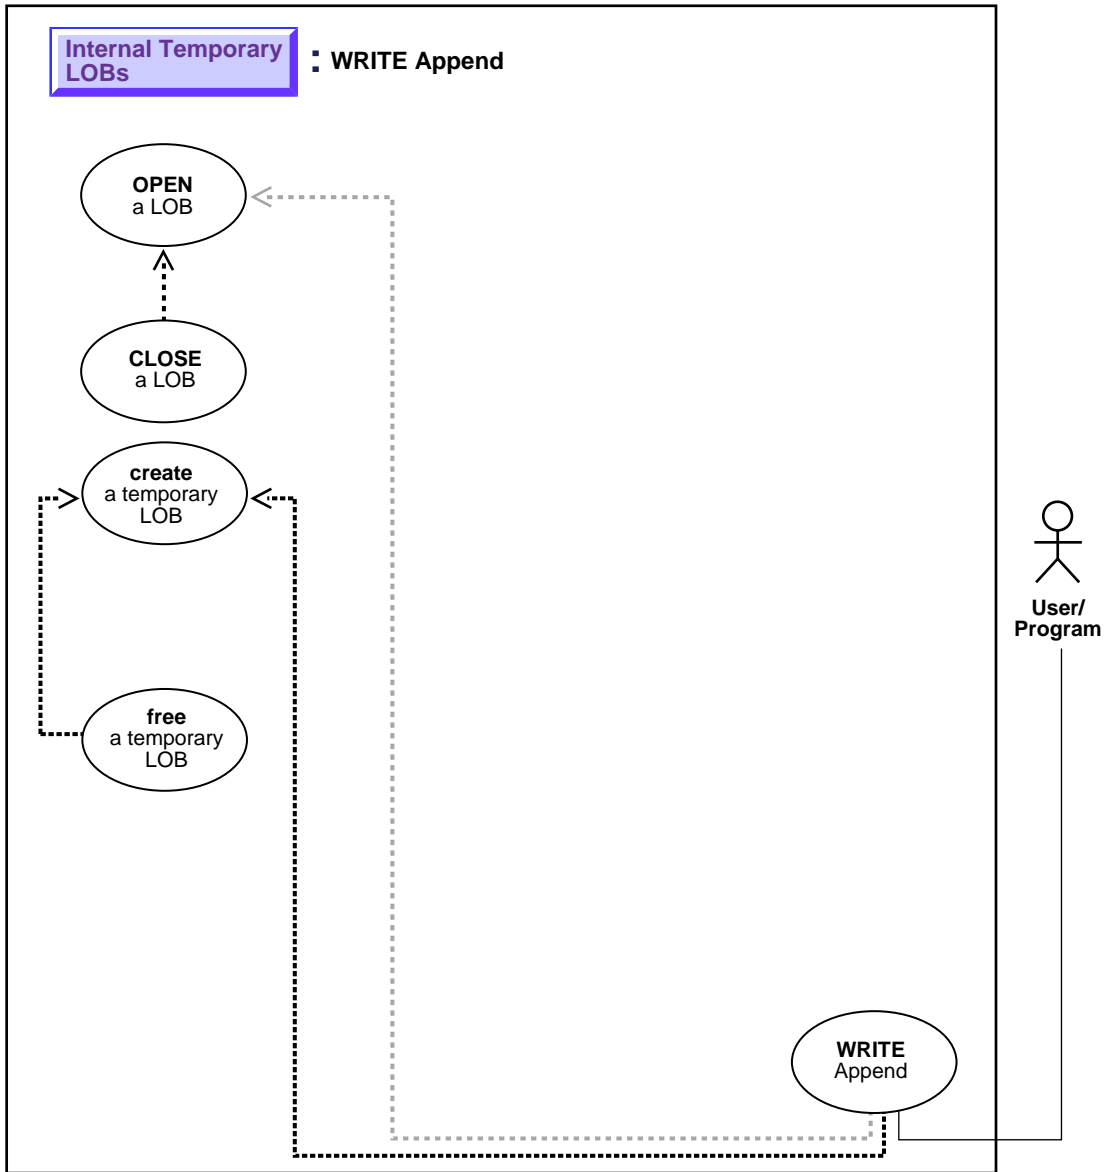 Internal Temporary
LOBs
: WRITE Append
OPEN
a LOB
CLOSE
a LOB
create
a temporary
LOB
User/
Program
free
a temporary
LOB
WRITE
Append